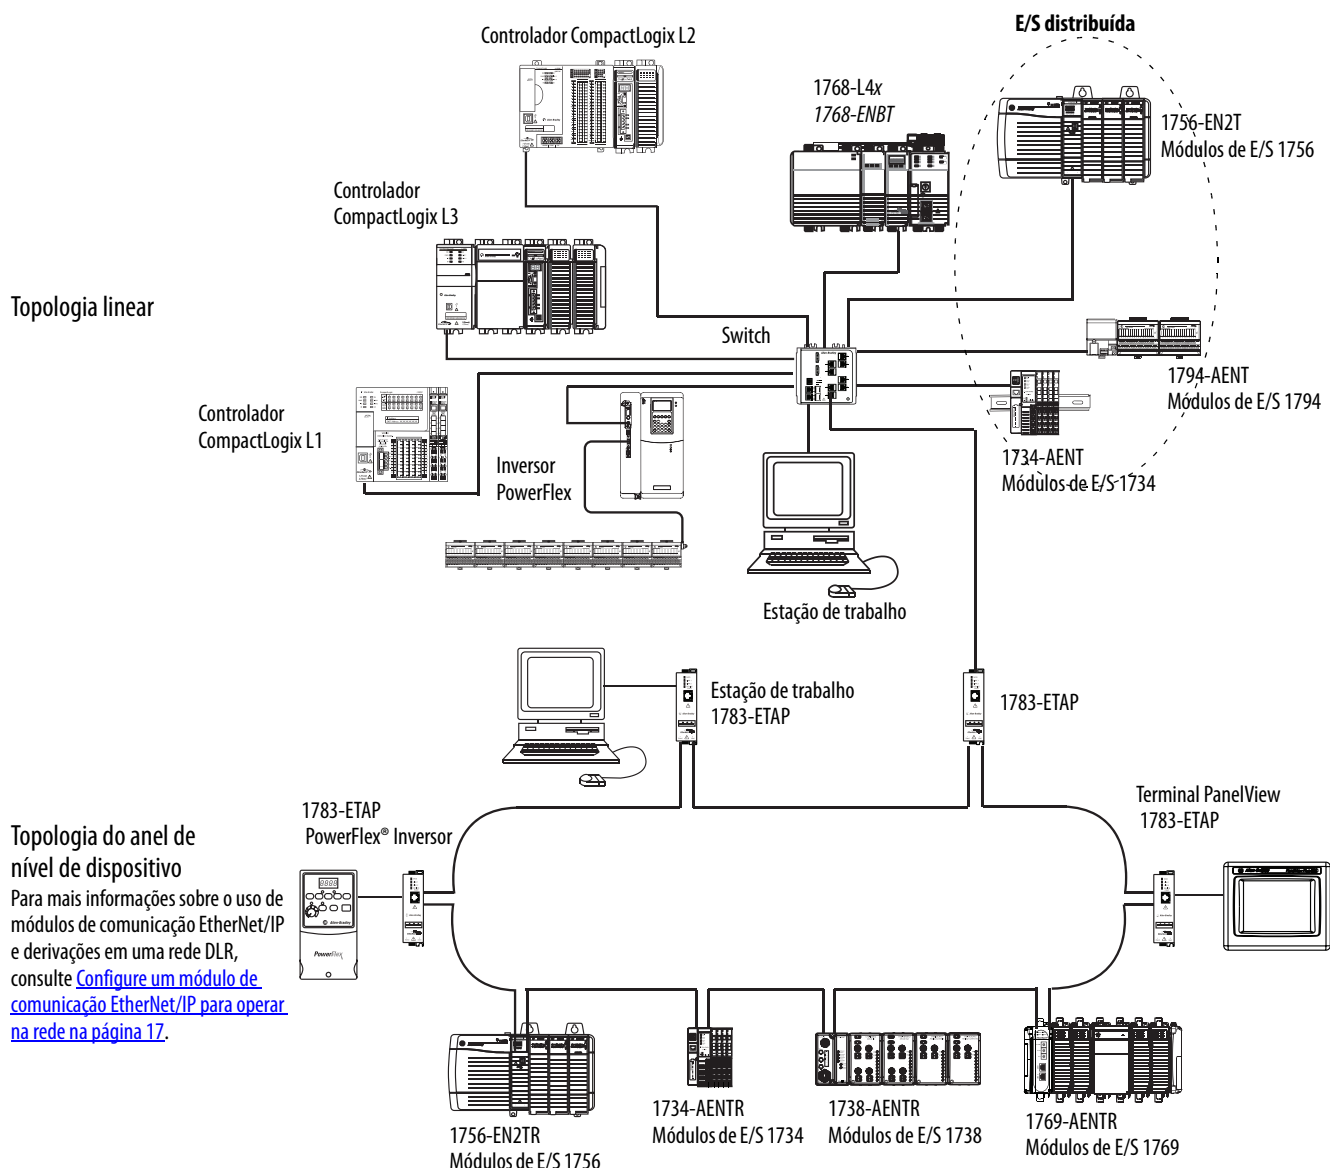 E/S distribuída
Controlador CompactLogix L2
1768-L4x
1768-ENBT
1756-EN2T
Módulos de E/S 1756
Controlador
CompactLogix L3
Topologia linear
Switch
1794-AENT
Módulos de E/S 1794
Controlador
CompactLogix L1
Inversor
PowerFlex
1734-AENT
Módulos de E/S 1734
Estação de trabalho
Estação de trabalho
1783-ETAP
1783-ETAP
Terminal PanelView
1783-ETAP
1783-ETAP
PowerFlex® Inversor
Topologia do anel de
nível de dispositivo
Para mais informações sobre o uso de
módulos de comunicação EtherNet/IP
e derivações em uma rede DLR,
consulte Configure um módulo de
comunicação EtherNet/IP para operar
na rede na página 17.
PowerFlex
1756-EN2TR
Módulos de E/S 1756
1734-AENTR
Módulos de E/S 1734
1738-AENTR
Módulos de E/S 1738
1769-AENTR
Módulos de E/S 1769